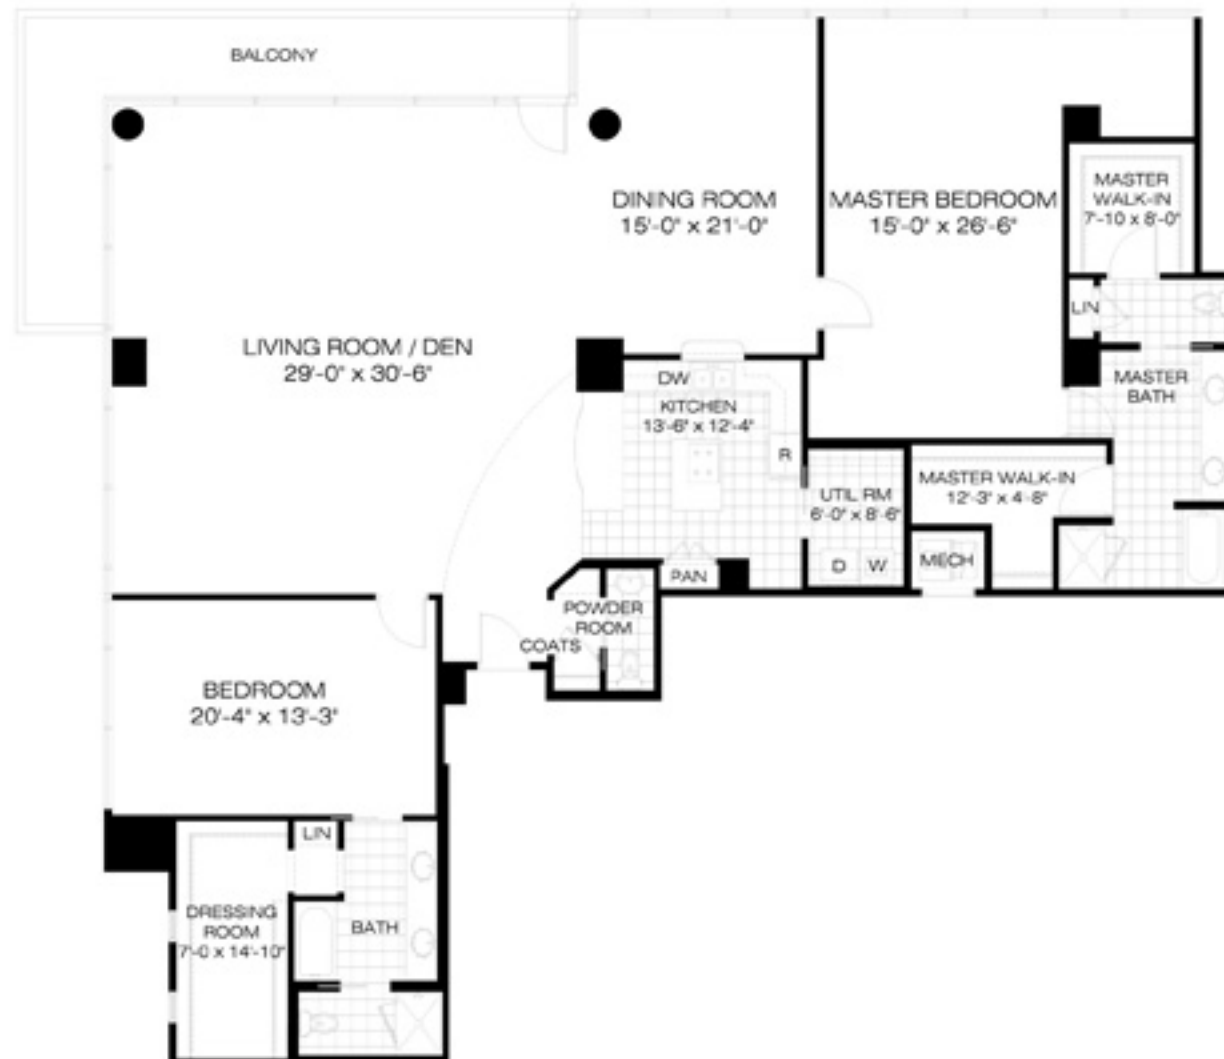 BALCONY
DINING ROOM
15'-0" x 21'-0"
MASTER BEDROOM
15'-0" x 26'-6"
MASTER
WALK-IN
7'-10 x 8'-0"
LIN
LIVING ROOM / DEN
29'-0" x 30'-6"
DW
KITCHEN
13'-6" x 12'-4"
R
MASTER
BATH
UTIL RM
6'-0" x 8'-6"
D
W
MASTER WALK-IN
12'-3" x 4-8"
MECH
PAN
POWDER
ROOM
COATS
BEDROOM
20'-4" x 13'-3"
LIN
DRESSING
ROOM
7'-0 x 14'-10"
BATH